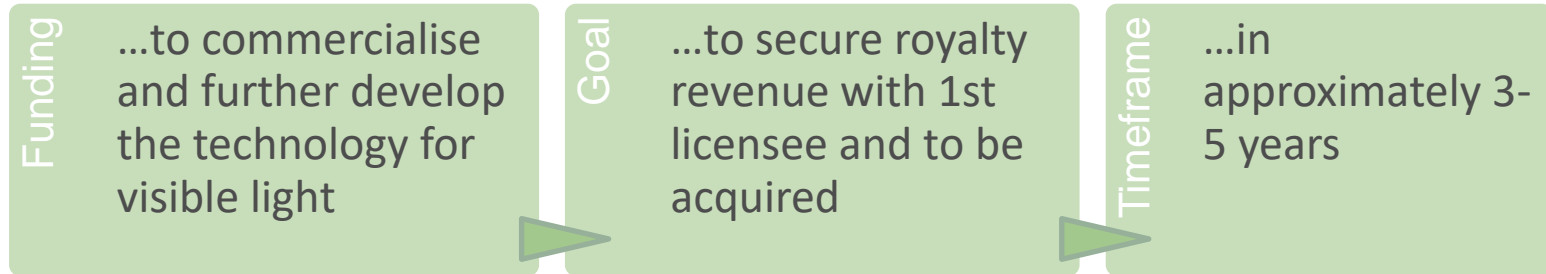 Funding
…to commercialise
and further develop
the technology for
visible light
Goal
…to secure royalty
revenue with 1st
licensee and to be
acquired
Timeframe
…in
approximately 3-
5 years